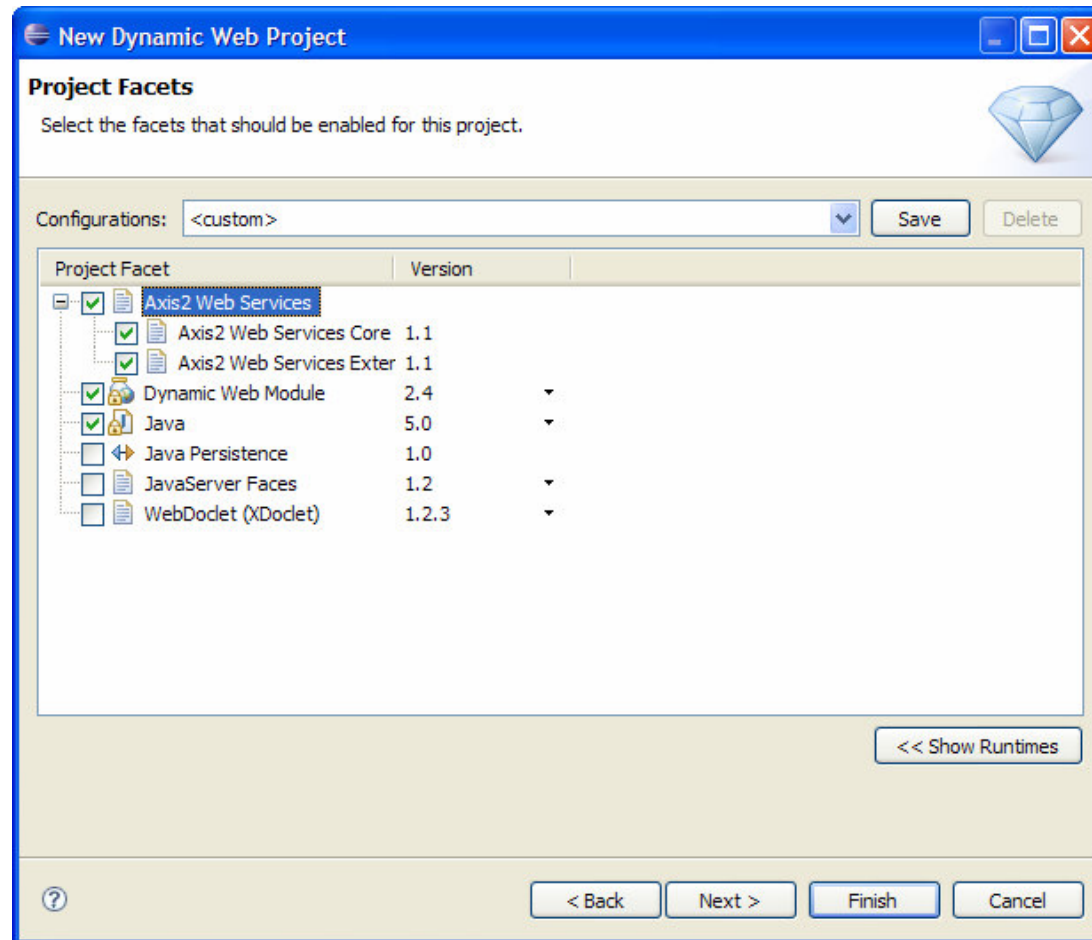 New Dynamic Web Project
Project Facets
Select the facets that should be enabled for this project.
Configurations: <custom> Save Delete
Project Facet Version
Axis2 Web Services
Axis2 Web Services Core 1.1
Axis2 Web Services Exter 1.1
Dynamic Web Module 2.4
Java 5.0
Java Persistence 1.0
JavaServer Faces 1.2
WebDoclet (XDoclet) 1.2.3
<< Show Runtimes
? < Back Next > Finish Cancel